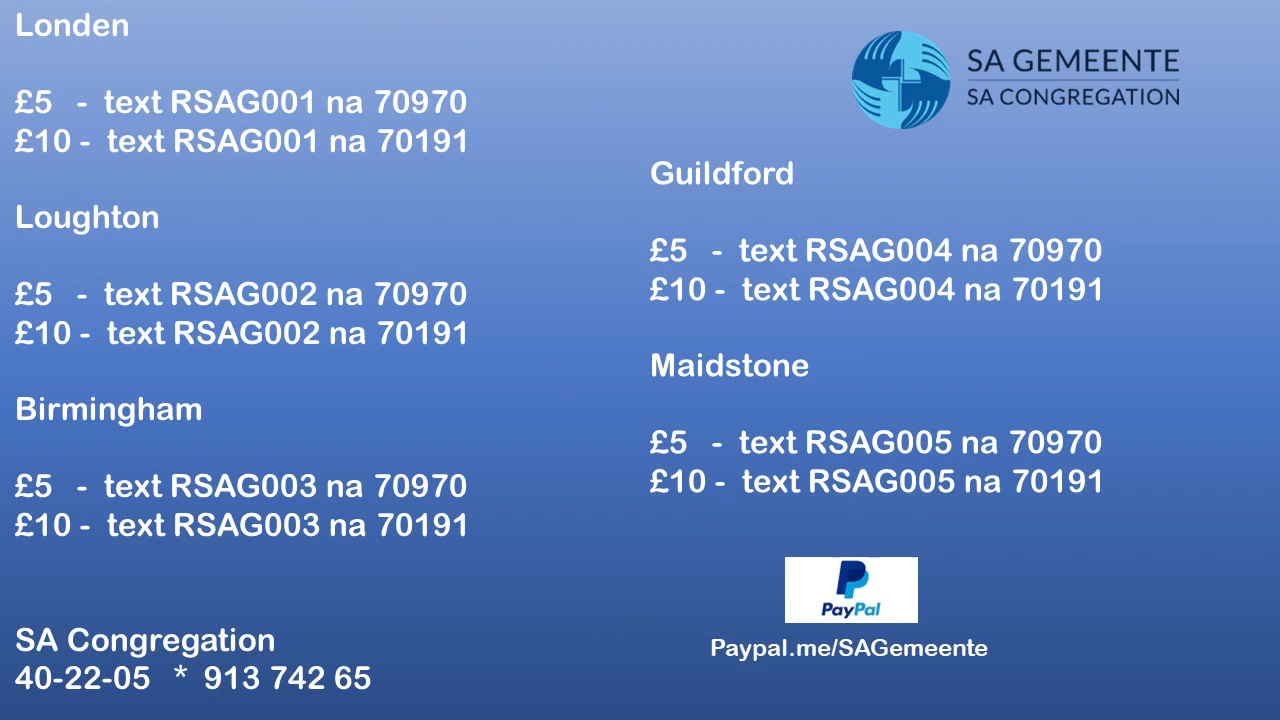 Londen
£5 - text RSAG001 na 70970
£10 - text RSAG001 na 70191
Loughton
£5 - text RSAG002 na 70970
£10 - text RSAG002 na 70191
Birmingham
£5 - text RSAG003 na 70970
£10 - text RSAG003 na 70191
SA Congregation
40-22-05 * 913 742 65
SA GEMEENTE
SA CONGREGATION
Guildford
£5 - text RSAG004 na 70970
£10 - text RSAG004 na 70191
Maidstone
£5 - text RSAG005 na 70970
£10 - text RSAG005 na 70191
PayPal
Paypal.me/SAGemeente